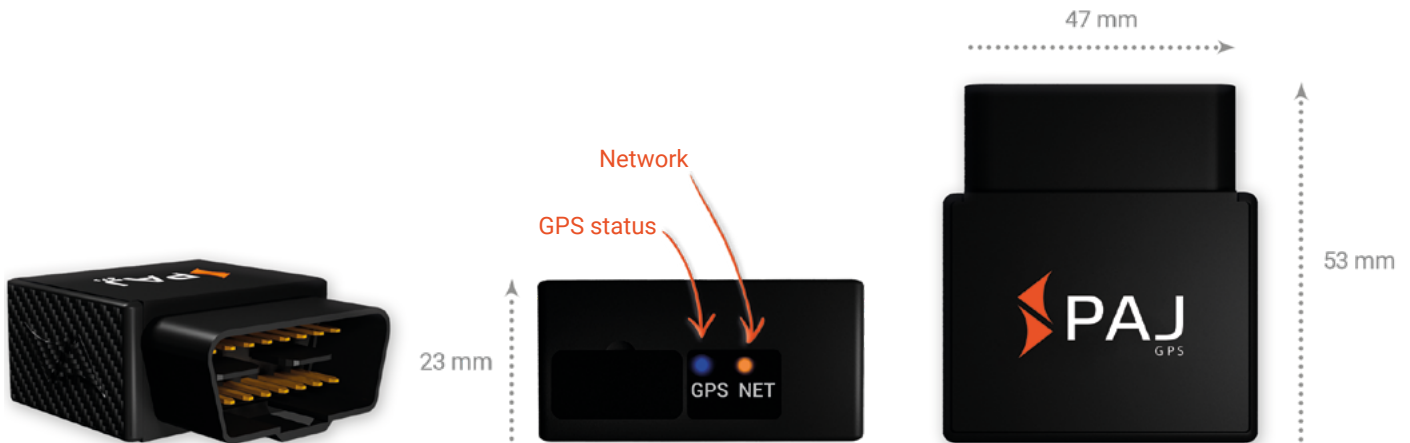 47 mm
Network
GPS status
53 mm
23 mm
GPS NET
PAJ
GPS
PAJ